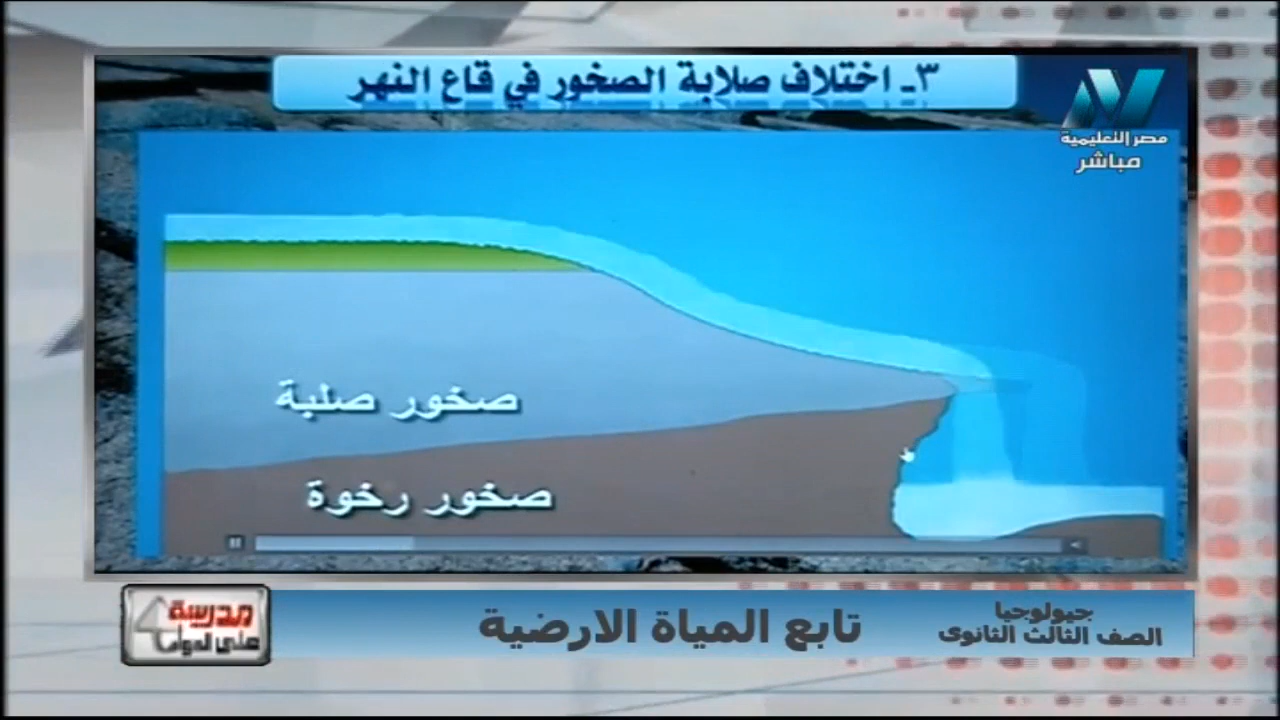 ٣ـ اختلاف صلابة الصخور في قاع النهر
مصر التعليمية
مباشر
صخور صلبة
صخور رخوة
جيولوجيا
الصف الثالث الثانوى
تابع المياة الارضية
مدرسة
على الهواء